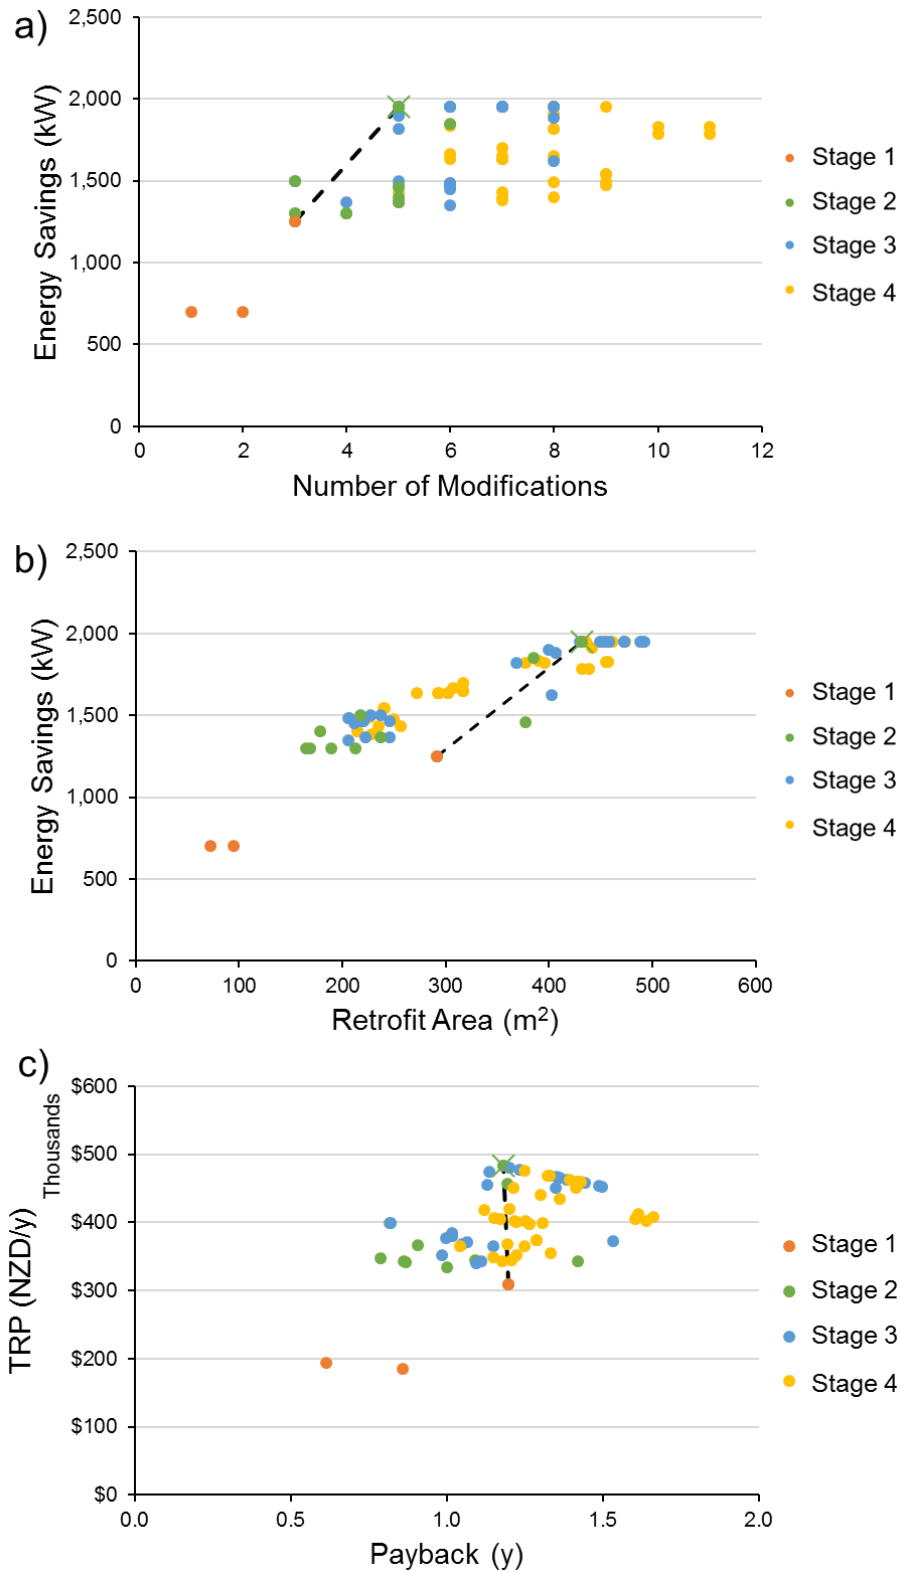 a)
2,500
2,000
1,500
1,000
500
0
Energy Savings (kW)
0 2 4 6 8 10 12
Number of Modifications
Stage 1
Stage 2
Stage 3
Stage 4
b)
2,500
2,000
1,500
1,000
500
0
Energy Savings (kW)
0 100 200 300 400 500 600
Retrofit Area (m²)
Stage 1
Stage 2
Stage 3
Stage 4
c)
$600
$500
$400
$300
$200
$100
$0
Thousands
TRP (NZD/y)
0.0 0.5 1.0 1.5 2.0
Payback (y)
Stage 1
Stage 2
Stage 3
Stage 4